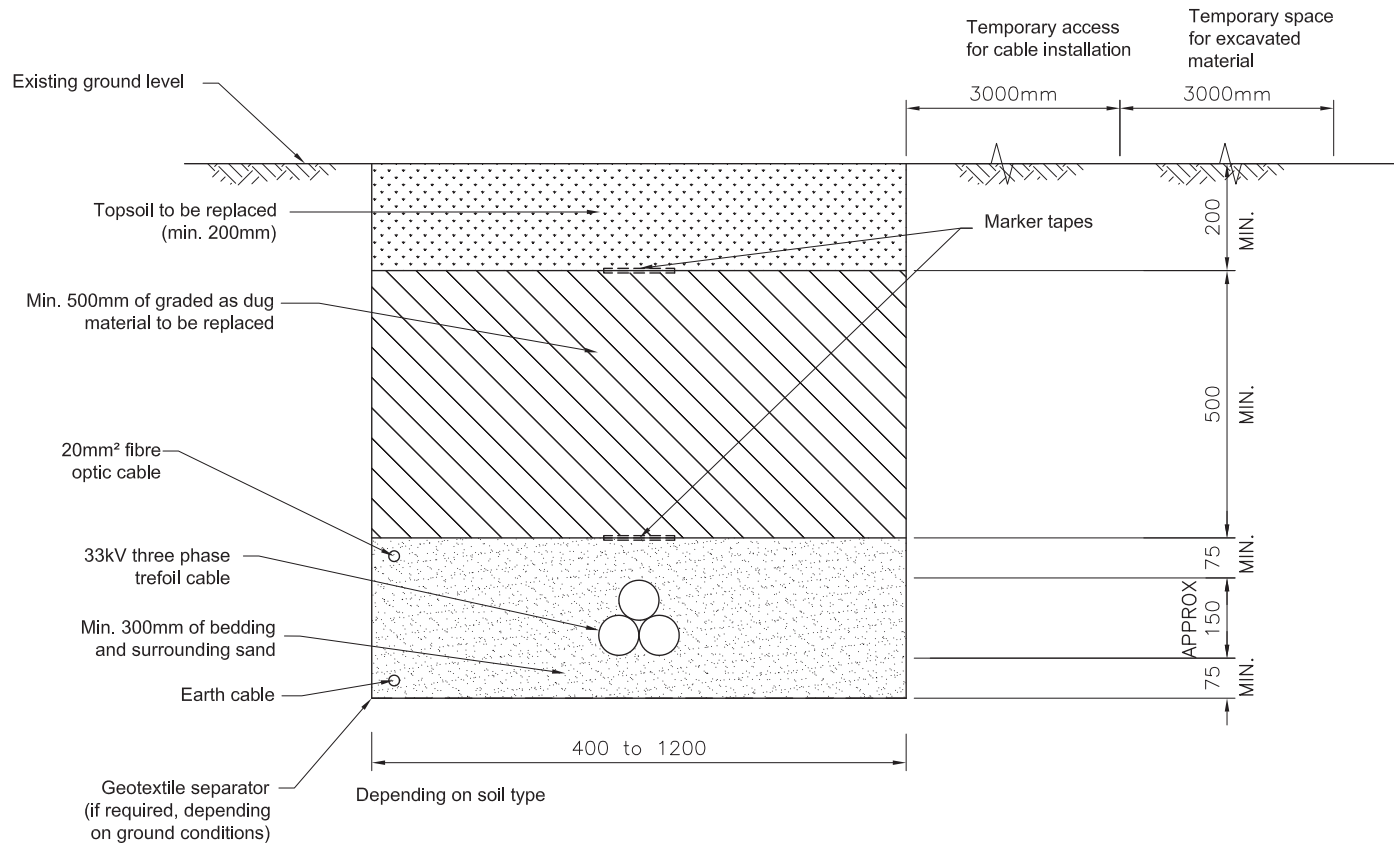 Temporary access
for cable installation
Temporary space
for excavated
material
Existing ground level
3000mm
3000mm
Topsoil to be replaced
(min. 200mm)
Marker tapes
200
MIN.
Min. 500mm of graded as dug
material to be replaced
500
MIN.
20mm² fibre
optic cable
33kV three phase
trefoil cable
75
MIN.
APPROX
150
Min. 300mm of bedding
and surrounding sand
Earth cable
75
MIN.
400 to 1200
Depending on soil type
Geotextile separator
(if required, depending
on ground conditions)